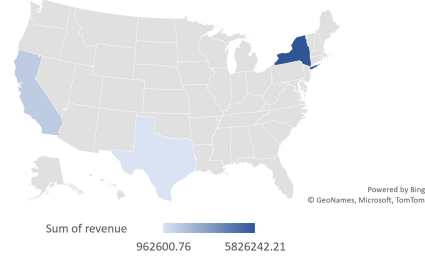 Powered by Bing
© GeoNames, Microsoft, TomTom
Sum of revenue
962600.76 5826242.21